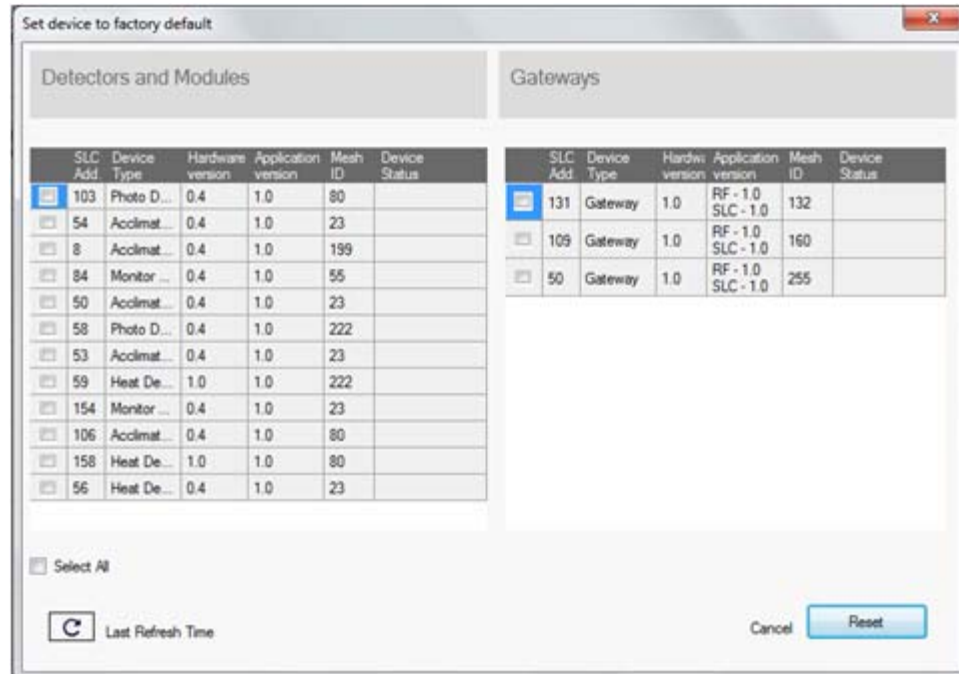 Set device to factory default
Detectors and Modules
SLC Add. Device Type Hardware version Application version Mesh ID Device Status
103 Photo D... 0.4 1.0 80
54 Acclimat... 0.4 1.0 23
8 Acclimat... 0.4 1.0 199
84 Monitor ... 0.4 1.0 55
50 Acclimat... 0.4 1.0 23
58 Photo D... 0.4 1.0 222
53 Acclimat... 0.4 1.0 23
59 Heat De... 1.0 1.0 222
154 Monitor ... 0.4 1.0 23
106 Acclimat... 0.4 1.0 80
158 Heat De... 1.0 1.0 80
56 Heat De... 0.4 1.0 23
Gateways
SLC Add. Device Type Hardwa version Application version Mesh ID Device Status
131 Gateway 1.0 RF - 1.0 SLC - 1.0 132
109 Gateway 1.0 RF - 1.0 SLC - 1.0 160
50 Gateway 1.0 RF - 1.0 SLC - 1.0 255
Select All
Last Refresh Time
Cancel
Reset